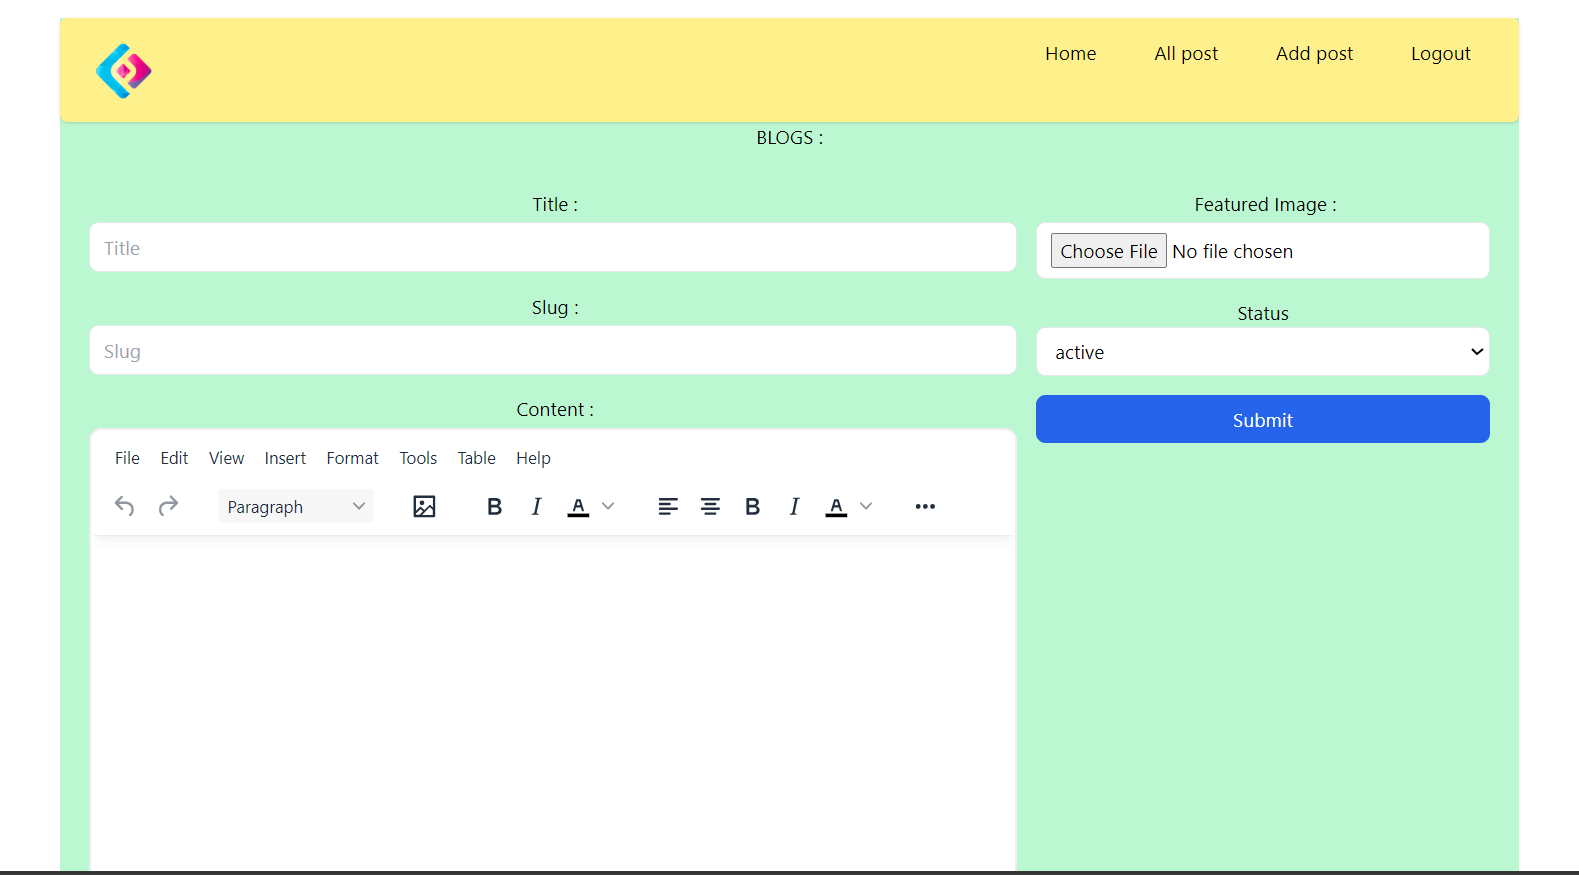 Home All post Add post Logout
BLOGS :
Title :
Title
Slug :
Slug
Content :
File Edit View Insert Format Tools Table Help
Paragraph B I A B I A
Featured Image :
Choose File No file chosen
Status
active
Submit